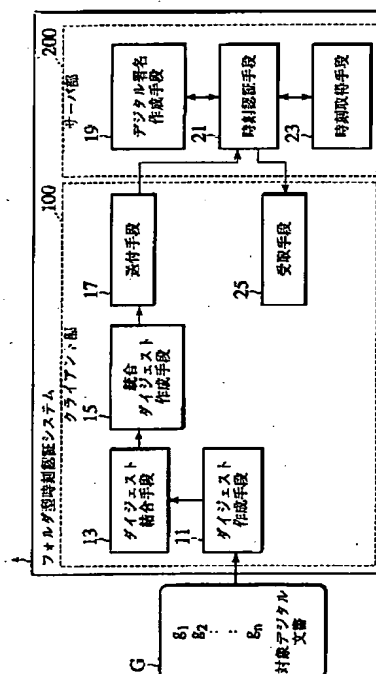 フォルダ型時刻認証システム
クライアント部
100
サーバ部
200
G
g1
g2
:
:
gn
対象デジタル
文書
11
ダイジェスト
作成手段
13
ダイジェスト
結合手段
15
統合
ダイジェスト
作成手段
17
送付手段
19
デジタル署名
作成手段
21
時刻認証手段
23
時刻取得手段
25
受取手段